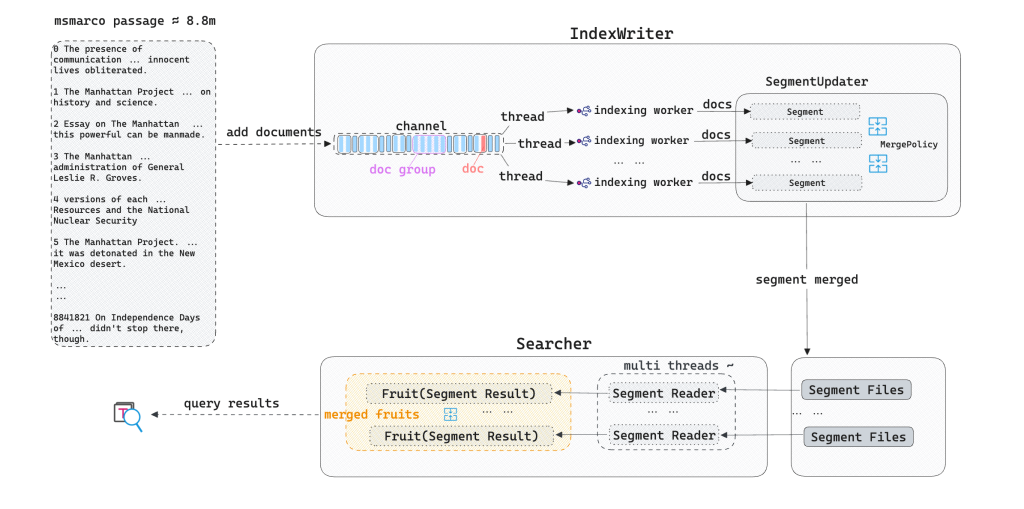 msmarco passage ≈ 8.8m
0 The presence of
communication ... innocent
lives obliterated.
1 The Manhattan Project ... on
history and science.
2 Essay on The Manhattan ...
this powerful can be manmade.
3 The Manhattan ...
administration of General
Leslie R. Groves.
4 versions of each ...
Resources and the National
Nuclear Security
5 The Manhattan Project. ...
it was detonated in the New
Mexico desert.
...
...
8841821 On Independence Days
of ... didn't stop there,
though.
add documents
IndexWriter
channel
doc group
doc
thread
indexing worker
docs
thread
indexing worker
docs
... ...
thread
indexing worker
docs
SegmentUpdater
Segment
Segment
... ...
Segment
MergePolicy
segment merged
Searcher
multi threads ~
Segment Files
... ...
Segment Files
Segment Reader
... ...
Segment Reader
Fruit(Segment Result)
... ...
merged fruits
Fruit(Segment Result)
query results
T